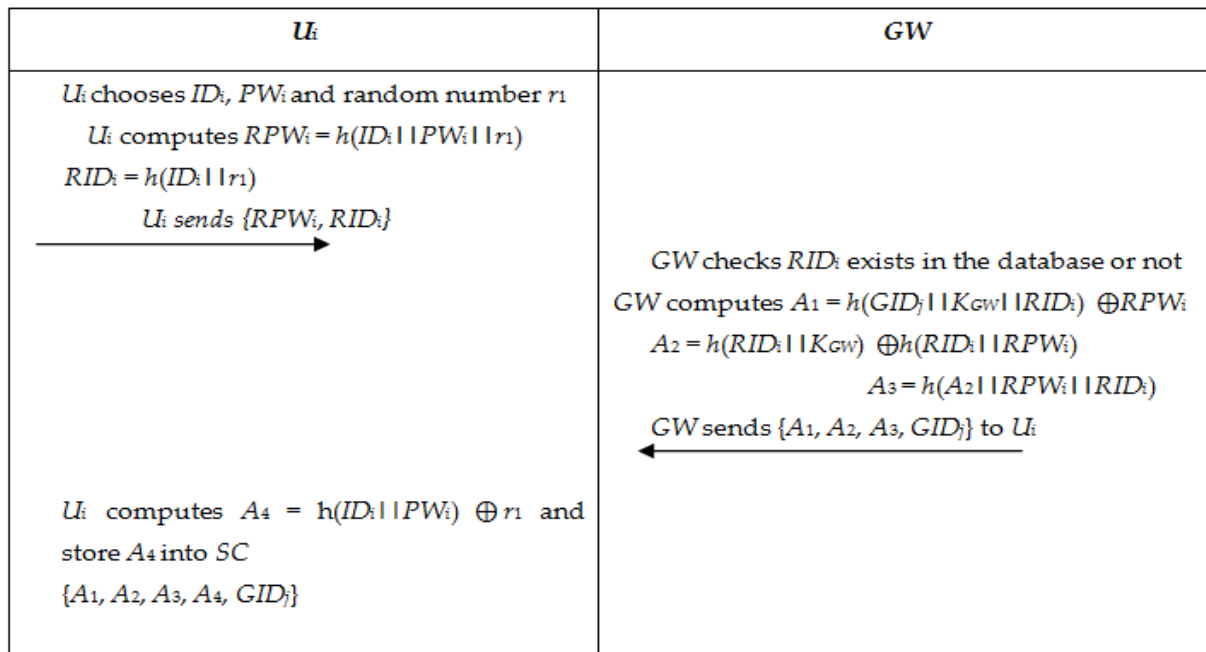 Ui
GW
Ui chooses IDi, PWi and random number r1
Ui computes RPWi = h(IDi||PWi||r1)
RIDi = h(IDi||r1)
Ui sends {RPWi, RIDi}
GW checks RIDi exists in the database or not
GW computes A1 = h(GIDj||KGW||RIDi) ⊕RPWi
A2 = h(RIDi||KGW) ⊕h(RIDi||RPWi)
A3 = h(A2||RPWi||RIDi)
GW sends {A1, A2, A3, GIDj} to Ui
Ui computes A4 = h(IDi||PWi) ⊕ r1 and
store A4 into SC
{A1, A2, A3, A4, GIDj}